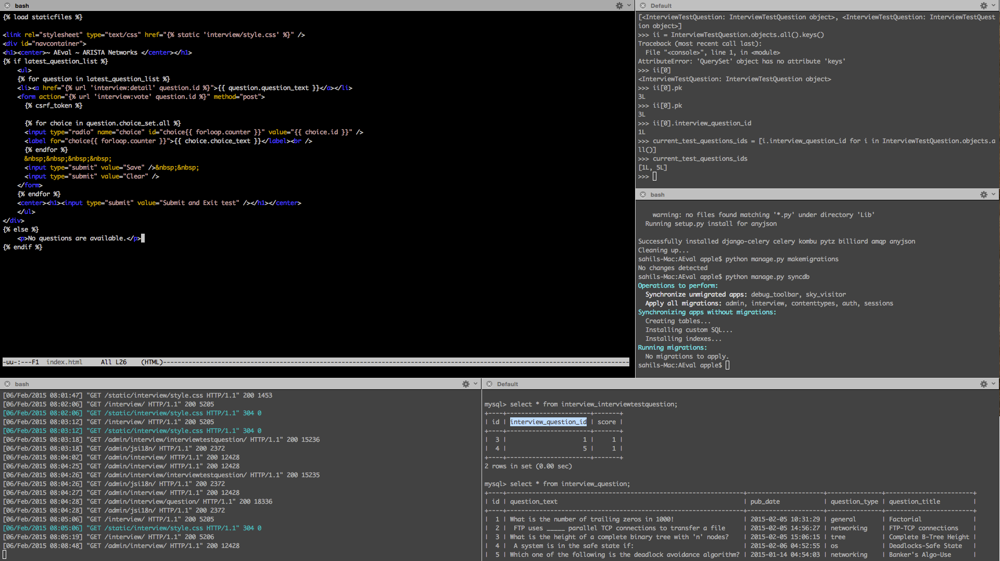 bash
{% load staticfiles %}
<link rel="stylesheet" type="text/css" href="{% static 'interview/style.css' %}" />
<div id="navcontainer">
<h1><center>~ AEval ~ ARISTA Networks </center></h1>
{% if latest_question_list %}
<ul>
{% for question in latest_question_list %}
<li><a href="{% url 'interview:detail' question.id %}">{{ question.question_text }}</a></li>
<form action="{% url 'interview:vote' question.id %}" method="post">
{% csrf_token %}
{% for choice in question.choice_set.all %}
<input type="radio" name="choice" id="choice{{ forloop.counter }}" value="{{ choice.id }}" />
<label for="choice{{ forloop.counter }}">{{ choice.choice_text }}</label><br />
{% endfor %}
&nbsp;&nbsp;&nbsp;&nbsp;
<input type="submit" value="Save" />&nbsp;&nbsp;
<input type="submit" value="Clear" />
</form>
{% endfor %}
<center><h1><input type="submit" value="Submit and Exit test" /></h1></center>
</ul>
</div>
{% else %}
<p>No questions are available.</p>
{% endif %}
-uu-:---F1 index.html All L26 (HTML)--------------------------------------------------------------------------------------------------------------------------------
Default
[<InterviewTestQuestion: InterviewTestQuestion object>, <InterviewTestQuestion: InterviewTestQuest
ion object>]
>>> ii = InterviewTestQuestion.objects.all().keys()
Traceback (most recent call last):
File "<console>", line 1, in <module>
AttributeError: 'QuerySet' object has no attribute 'keys'
>>> ii[0]
<InterviewTestQuestion: InterviewTestQuestion object>
>>> ii[0].pk
3L
>>> ii[0].pk
3L
>>> ii[0].interview_question_id
1L
>>> current_test_questions_ids = [i.interview_question_id for i in InterviewTestQuestion.objects.a
ll()]
>>> current_test_questions_ids
[1L, 5L]
>>>
bash
warning: no files found matching '*.py' under directory 'Lib'
Running setup.py install for anyjson
Successfully installed django-celery celery kombu pytz billiard amqp anyjson
Cleaning up...
sahils-Mac:AEval apple$ python manage.py makemigrations
No changes detected
sahils-Mac:AEval apple$ python manage.py syncdb
Operations to perform:
Synchronize unmigrated apps: debug_toolbar, sky_visitor
Apply all migrations: admin, interview, contenttypes, auth, sessions
Synchronizing apps without migrations:
Creating tables...
Installing custom SQL...
Installing indexes...
Running migrations:
No migrations to apply.
sahils-Mac:AEval apple$
bash
[06/Feb/2015 08:01:47] "GET /static/interview/style.css HTTP/1.1" 200 1453
[06/Feb/2015 08:02:06] "GET /interview/ HTTP/1.1" 200 5205
[06/Feb/2015 08:02:06] "GET /static/interview/style.css HTTP/1.1" 304 0
[06/Feb/2015 08:03:12] "GET /interview/ HTTP/1.1" 200 5205
[06/Feb/2015 08:03:12] "GET /static/interview/style.css HTTP/1.1" 304 0
[06/Feb/2015 08:03:18] "GET /admin/interview/interviewtestquestion/ HTTP/1.1" 200 15236
[06/Feb/2015 08:03:18] "GET /admin/jsi18n/ HTTP/1.1" 200 2372
[06/Feb/2015 08:04:02] "GET /admin/interview/ HTTP/1.1" 200 12428
[06/Feb/2015 08:04:25] "GET /admin/interview/ HTTP/1.1" 200 12428
[06/Feb/2015 08:04:26] "GET /admin/interview/interviewtestquestion/ HTTP/1.1" 200 15235
[06/Feb/2015 08:04:26] "GET /admin/jsi18n/ HTTP/1.1" 200 2372
[06/Feb/2015 08:04:27] "GET /admin/interview/ HTTP/1.1" 200 12428
[06/Feb/2015 08:04:28] "GET /admin/interview/question/ HTTP/1.1" 200 18336
[06/Feb/2015 08:04:28] "GET /admin/jsi18n/ HTTP/1.1" 200 2372
[06/Feb/2015 08:05:06] "GET /interview/ HTTP/1.1" 200 5205
[06/Feb/2015 08:05:06] "GET /static/interview/style.css HTTP/1.1" 304 0
[06/Feb/2015 08:05:19] "GET /interview/ HTTP/1.1" 200 5206
[06/Feb/2015 08:08:48] "GET /admin/interview/ HTTP/1.1" 200 12428
Default
mysql> select * from interview_interviewtestquestion;
+----+-----------------------+-------+
| id | interview_question_id | score |
+----+-----------------------+-------+
| 3 | 1 | 1 |
| 4 | 5 | 1 |
+----+-----------------------+-------+
2 rows in set (0.00 sec)
mysql> select * from interview_question;
+----+-----------------------------------------------------------------+---------------------+---------------+------------------------+
| id | question_text | pub_date | question_type | question_title |
+----+-----------------------------------------------------------------+---------------------+---------------+------------------------+
| 1 | What is the number of trailing zeros in 1000! | 2015-02-05 10:31:29 | general | Factorial |
| 2 | FTP uses _____ parallel TCP connections to transfer a file | 2015-02-05 14:56:27 | networking | FTP-TCP connections |
| 3 | What is the height of a complete binary tree with 'n' nodes? | 2015-02-05 15:06:15 | tree | Complete B-Tree Height |
| 4 | A system is in the safe state if: | 2015-02-06 04:52:55 | os | Deadlocks-Safe State |
| 5 | Which one of the following is the deadlock avoidance algorithm? | 2015-01-14 04:54:03 | networking | Banker's Algo-Use |